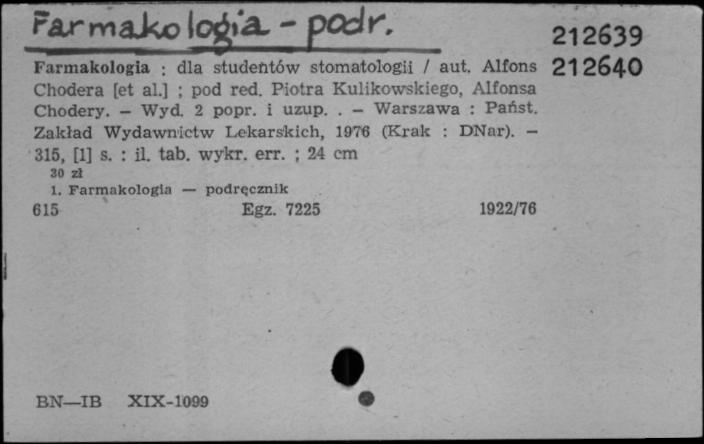 Farmakologia - podr.
212639
Farmakologia : dla studentów stomatologii / aut. Alfons
212640
Chodera [et al.] ; pod red. Piotra Kulikowskiego, Alfonsa
Chodery. – Wyd. 2 popr. i uzup. . – Warszawa : Państ.
Zakład Wydawnictw Lekarskich, 1976 (Krak : DNar). –
315, [1] s. : il. tab. wykr. err. ; 24 cm
30 zł
1. Farmakologia — podręcznik
615 Egz. 7225 1922/76
BN—IB XIX-1099